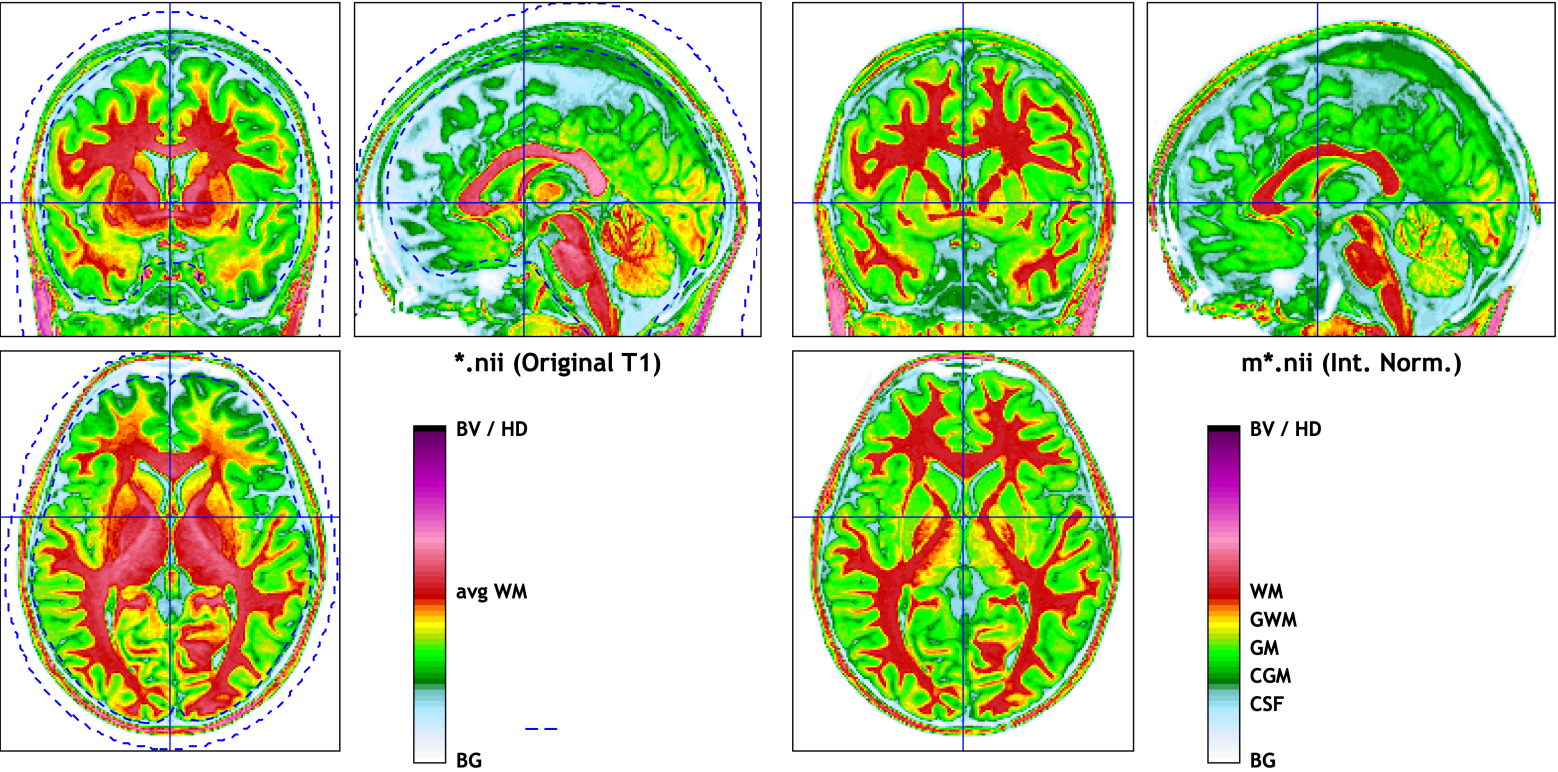 *.nii (Original T1)
BV / HD
avg WM
BG
m*.nii (Int. Norm.)
BV / HD
WM
GWM
GM
CGM
CSF
BG